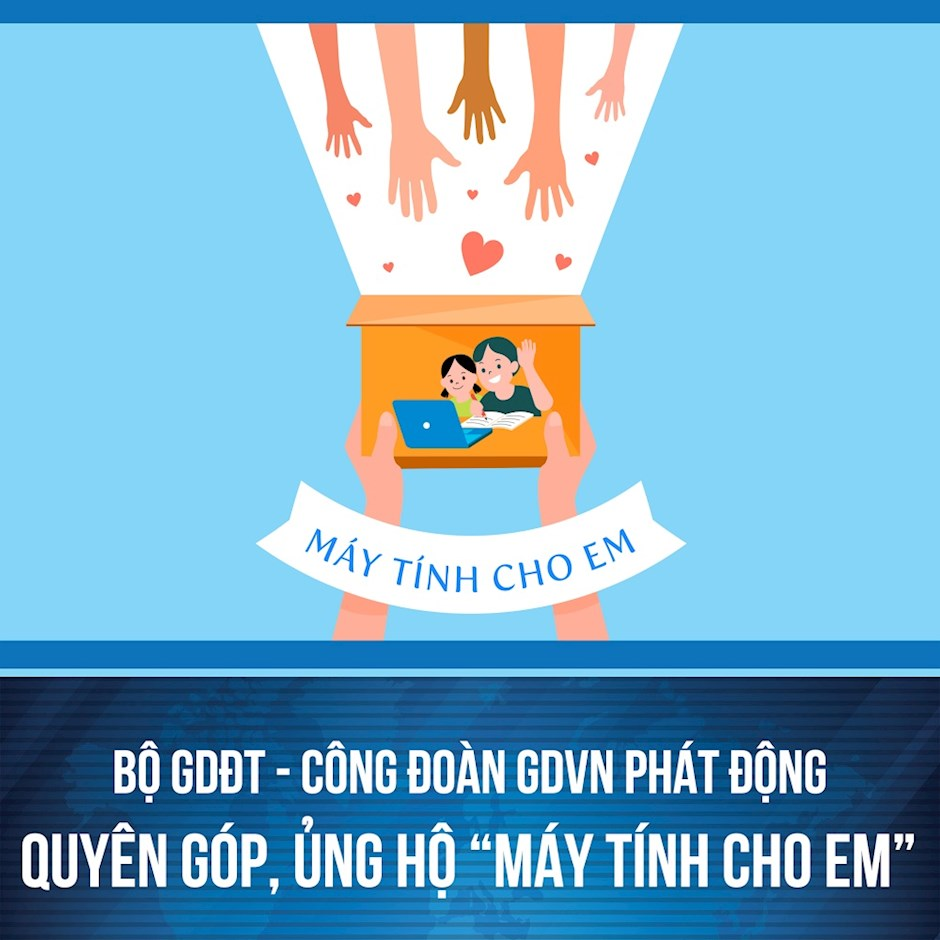 MÁY TÍNH CHO EM
BỘ GDĐT - CÔNG ĐOÀN GDVN PHÁT ĐỘNG
QUYÊN GÓP, ỦNG HỘ “MÁY TÍNH CHO EM”